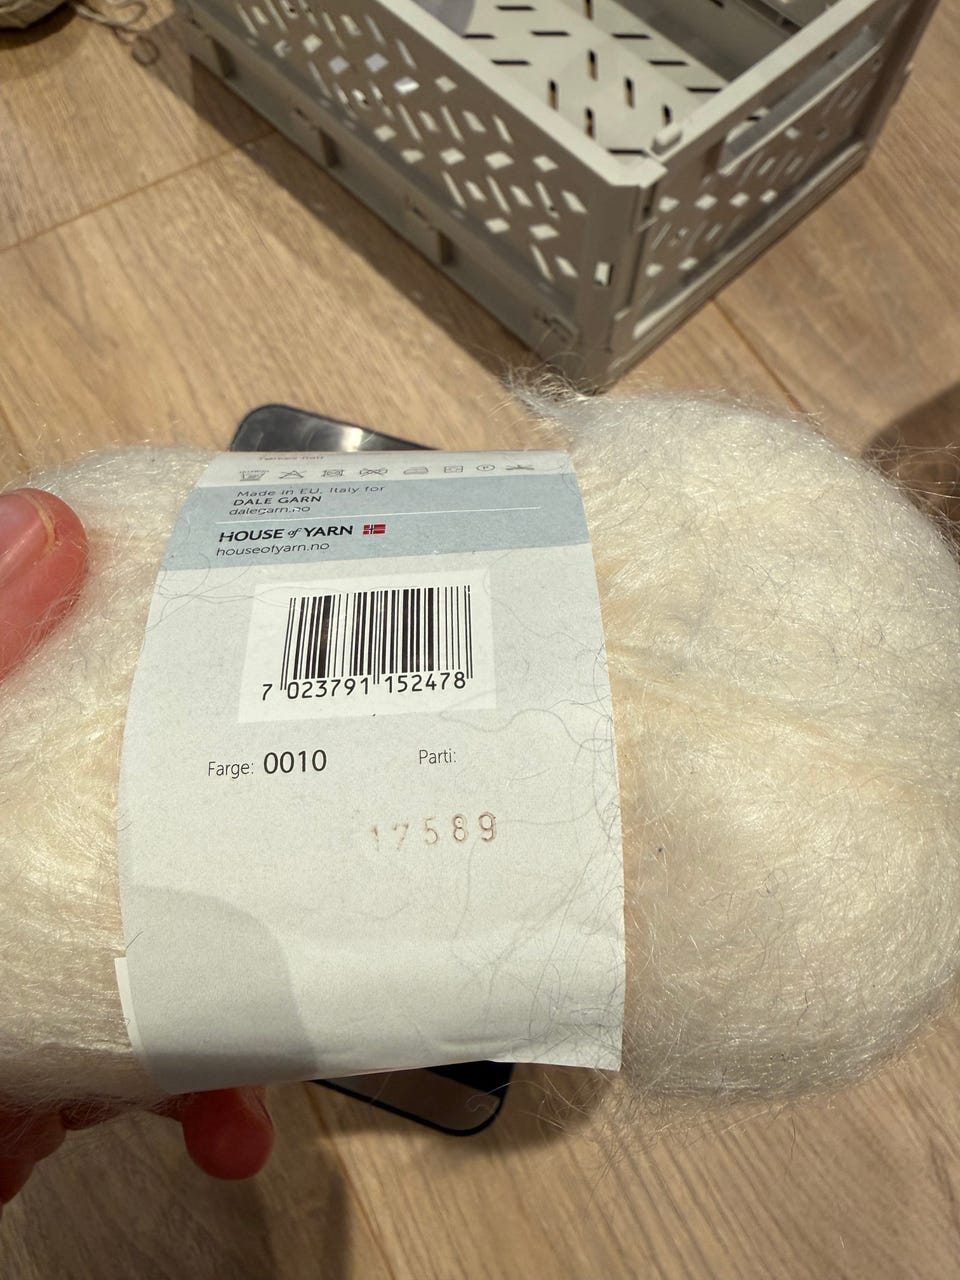 Made in EU, Italy for
DALE GARN
dalegarn.no
HOUSE of YARN
houseofyarn.no
7 023791 152478
Farge: 0010 Parti:
17589